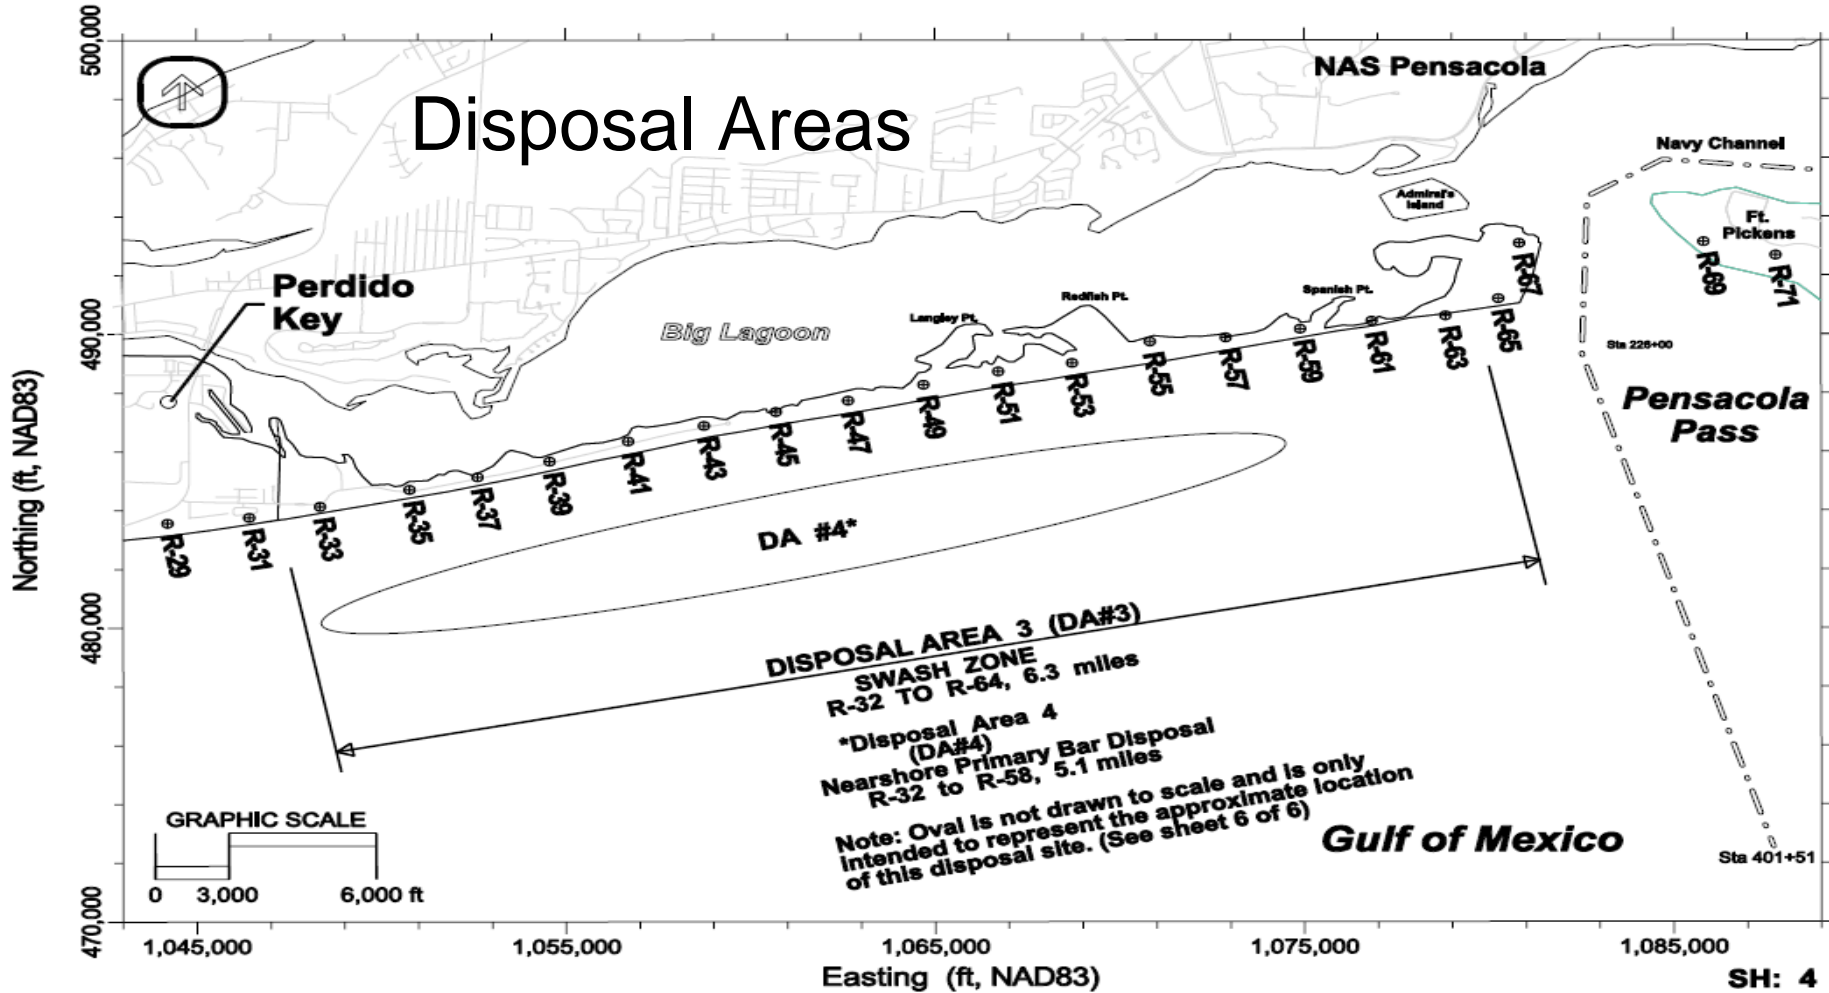 Disposal Areas
NAS Pensacola
Navy Channel
Admiral's
Island
Ft.
Pickens
Perdido
Key
Big Lagoon
Langley Pt.
Redfish Pt.
Spanish Pt.
R-29
R-31
R-33
R-35
R-37
R-39
R-41
R-43
R-45
R-47
R-49
R-51
R-53
R-55
R-57
R-59
R-61
R-63
R-65
R-67
R-69
R-71
Sta 226+00
Pensacola
Pass
DA #4*
DISPOSAL AREA 3 (DA#3)
SWASH ZONE
R-32 TO R-64, 6.3 miles
*Disposal Area 4
(DA#4)
Nearshore Primary Bar Disposal
R-32 to R-58, 5.1 miles
Note: Oval is not drawn to scale and is only
intended to represent the approximate location
of this disposal site. (See sheet 6 of 6)
Gulf of Mexico
Sta 401+51
GRAPHIC SCALE
0 3,000 6,000 ft
Northing (ft, NAD83)
500,000
490,000
480,000
470,000
1,045,000 1,055,000 1,065,000 1,075,000 1,085,000
Easting (ft, NAD83)
SH: 4